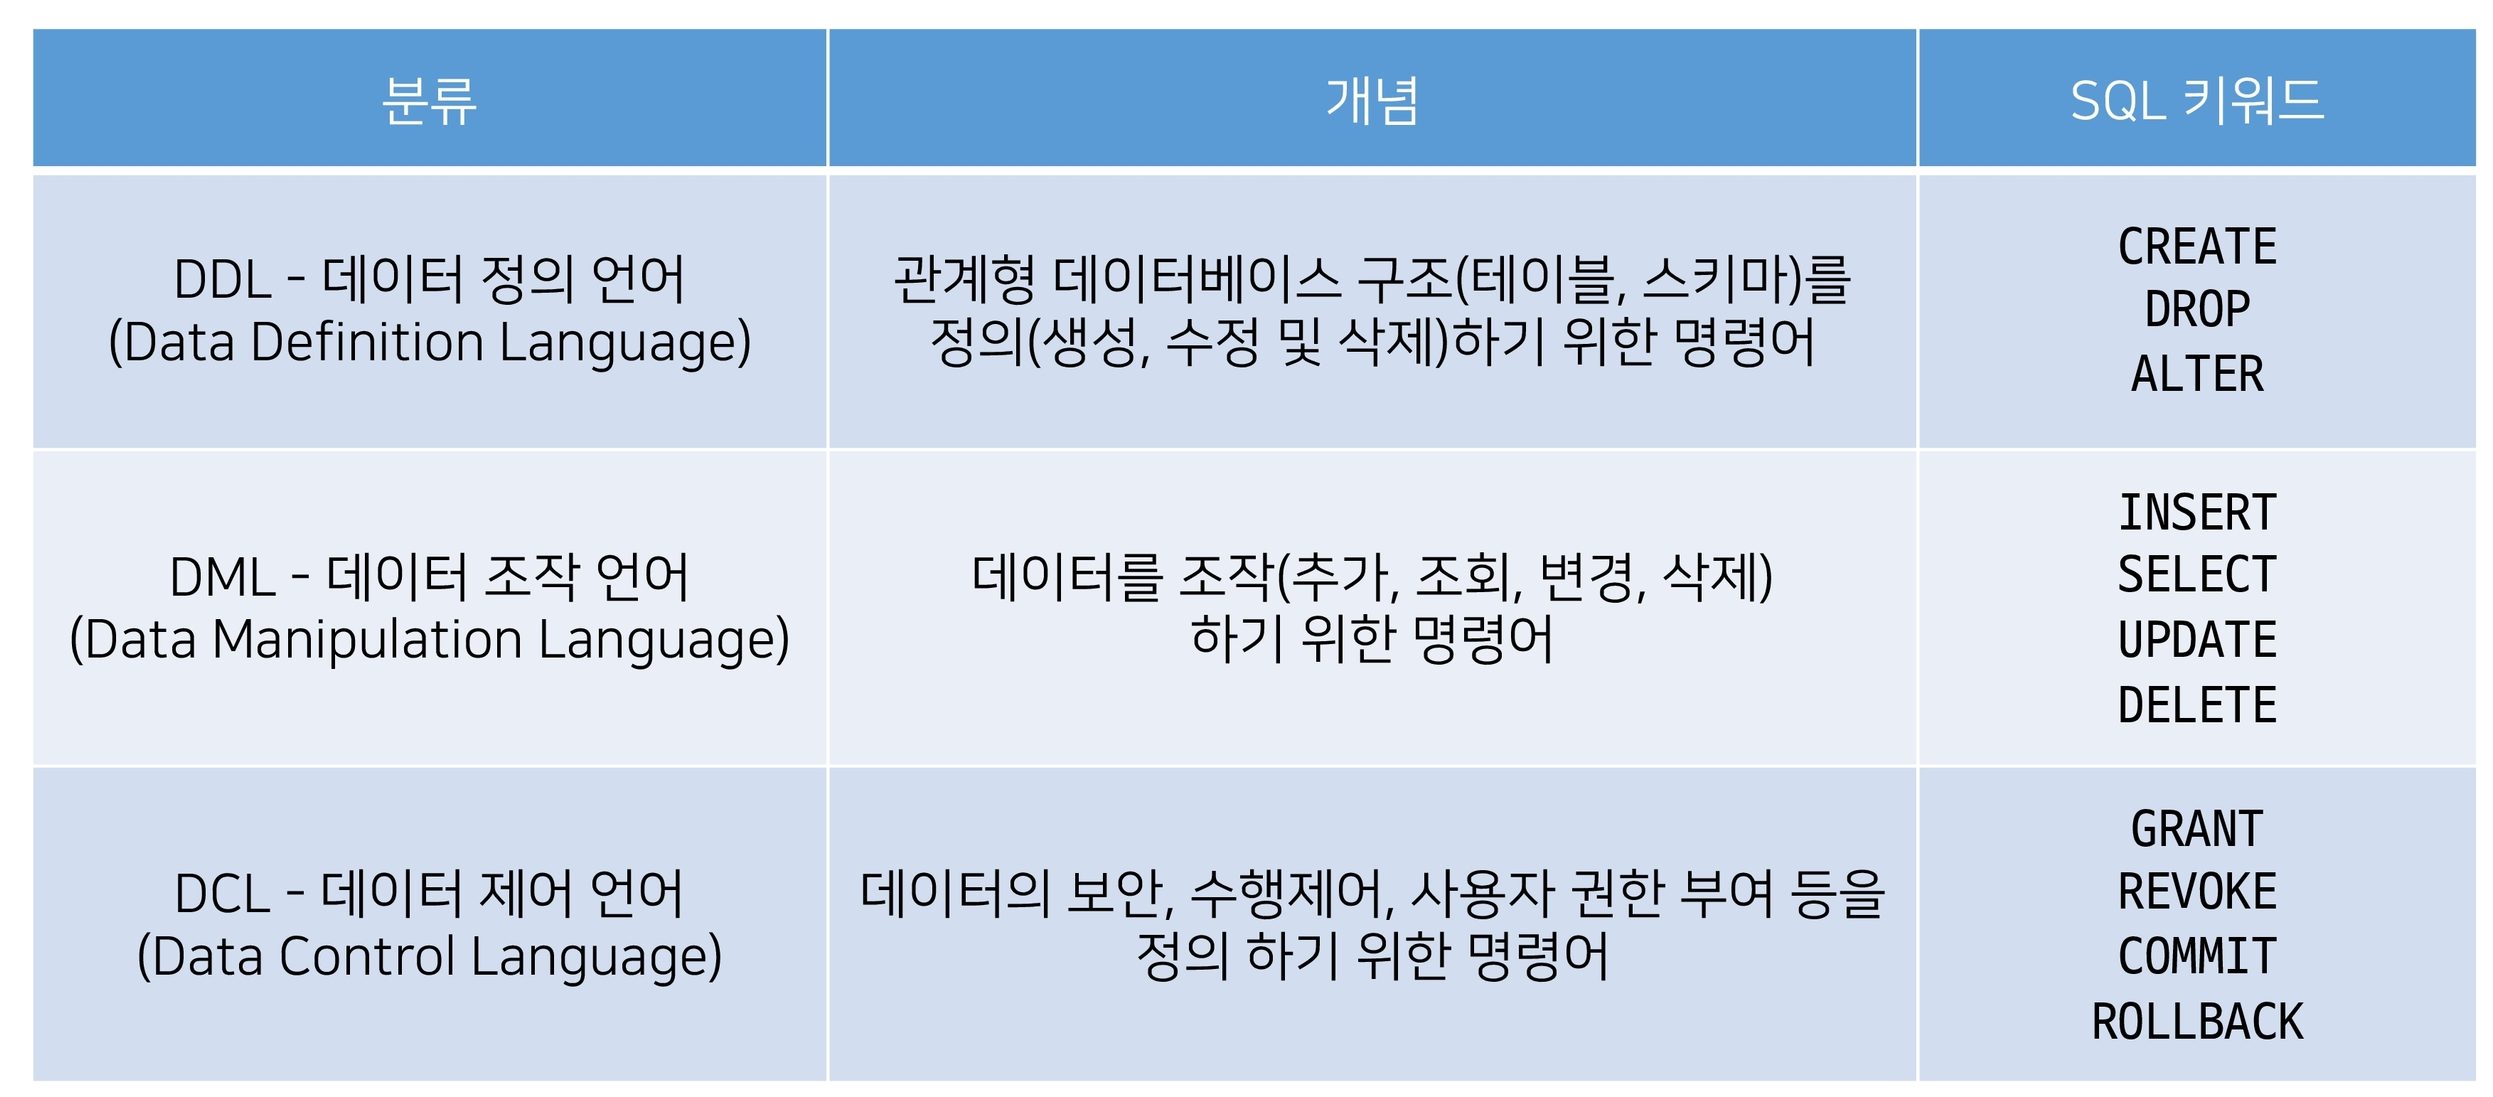 분류
개념
SQL 키워드
DDL - 데이터 정의 언어
(Data Definition Language)
관계형 데이터베이스 구조(테이블, 스키마)를
정의(생성, 수정 및 삭제)하기 위한 명령어
CREATE
DROP
ALTER
DML - 데이터 조작 언어
(Data Manipulation Language)
데이터를 조작(추가, 조회, 변경, 삭제)
하기 위한 명령어
INSERT
SELECT
UPDATE
DELETE
DCL - 데이터 제어 언어
(Data Control Language)
데이터의 보안, 수행제어, 사용자 권한 부여 등을
정의 하기 위한 명령어
GRANT
REVOKE
COMMIT
ROLLBACK